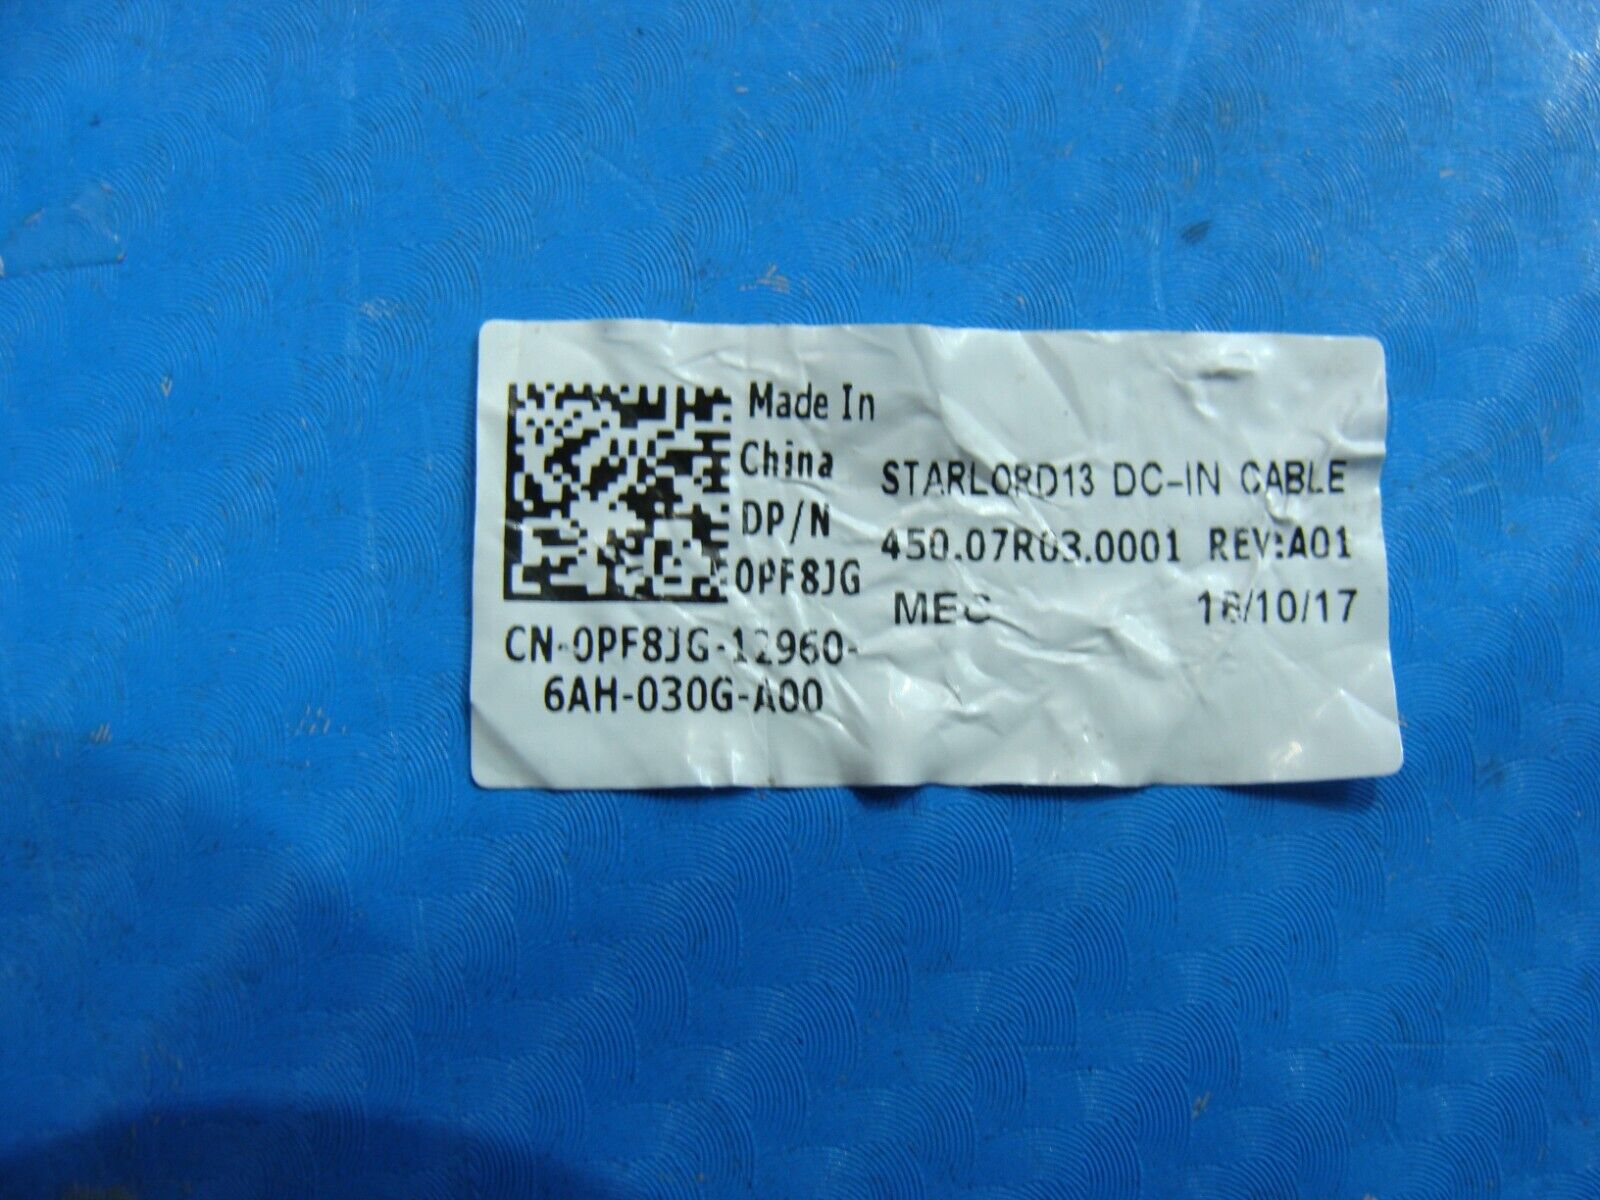 Made In
China
DP/N
0PF8JG
CN-0PF8JG-12960-
6AH-030G-A00
STARLORD13 DC-IN CABLE
450.07R03.0001 REV:A01
MEC 16/10/17